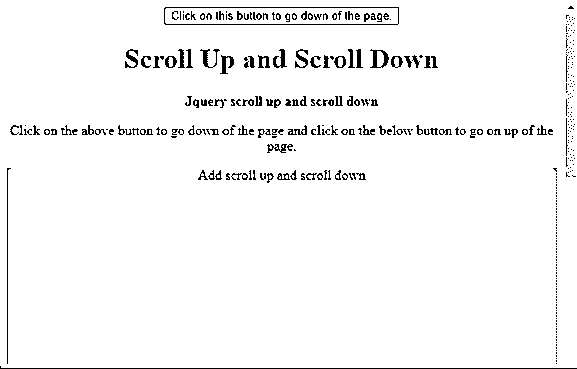 Click on this button to go down of the page.
Scroll Up and Scroll Down
Jquery scroll up and scroll down
Click on the above button to go down of the page and click on the below button to go on up of the
page.
Add scroll up and scroll down